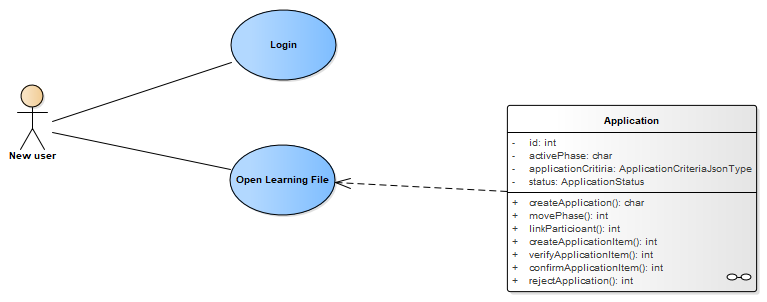 Login
New user
Open Learning File
Application
- id: int
- activePhase: char
- applicationCritiria: ApplicationCriteriaJsonType
- status: ApplicationStatus
+ createApplication(): char
+ movePhase(): int
+ linkParticioant(): int
+ createApplicationItem(): int
+ verifyApplicationItem(): int
+ confirmApplicationItem(): int
+ rejectApplication(): int